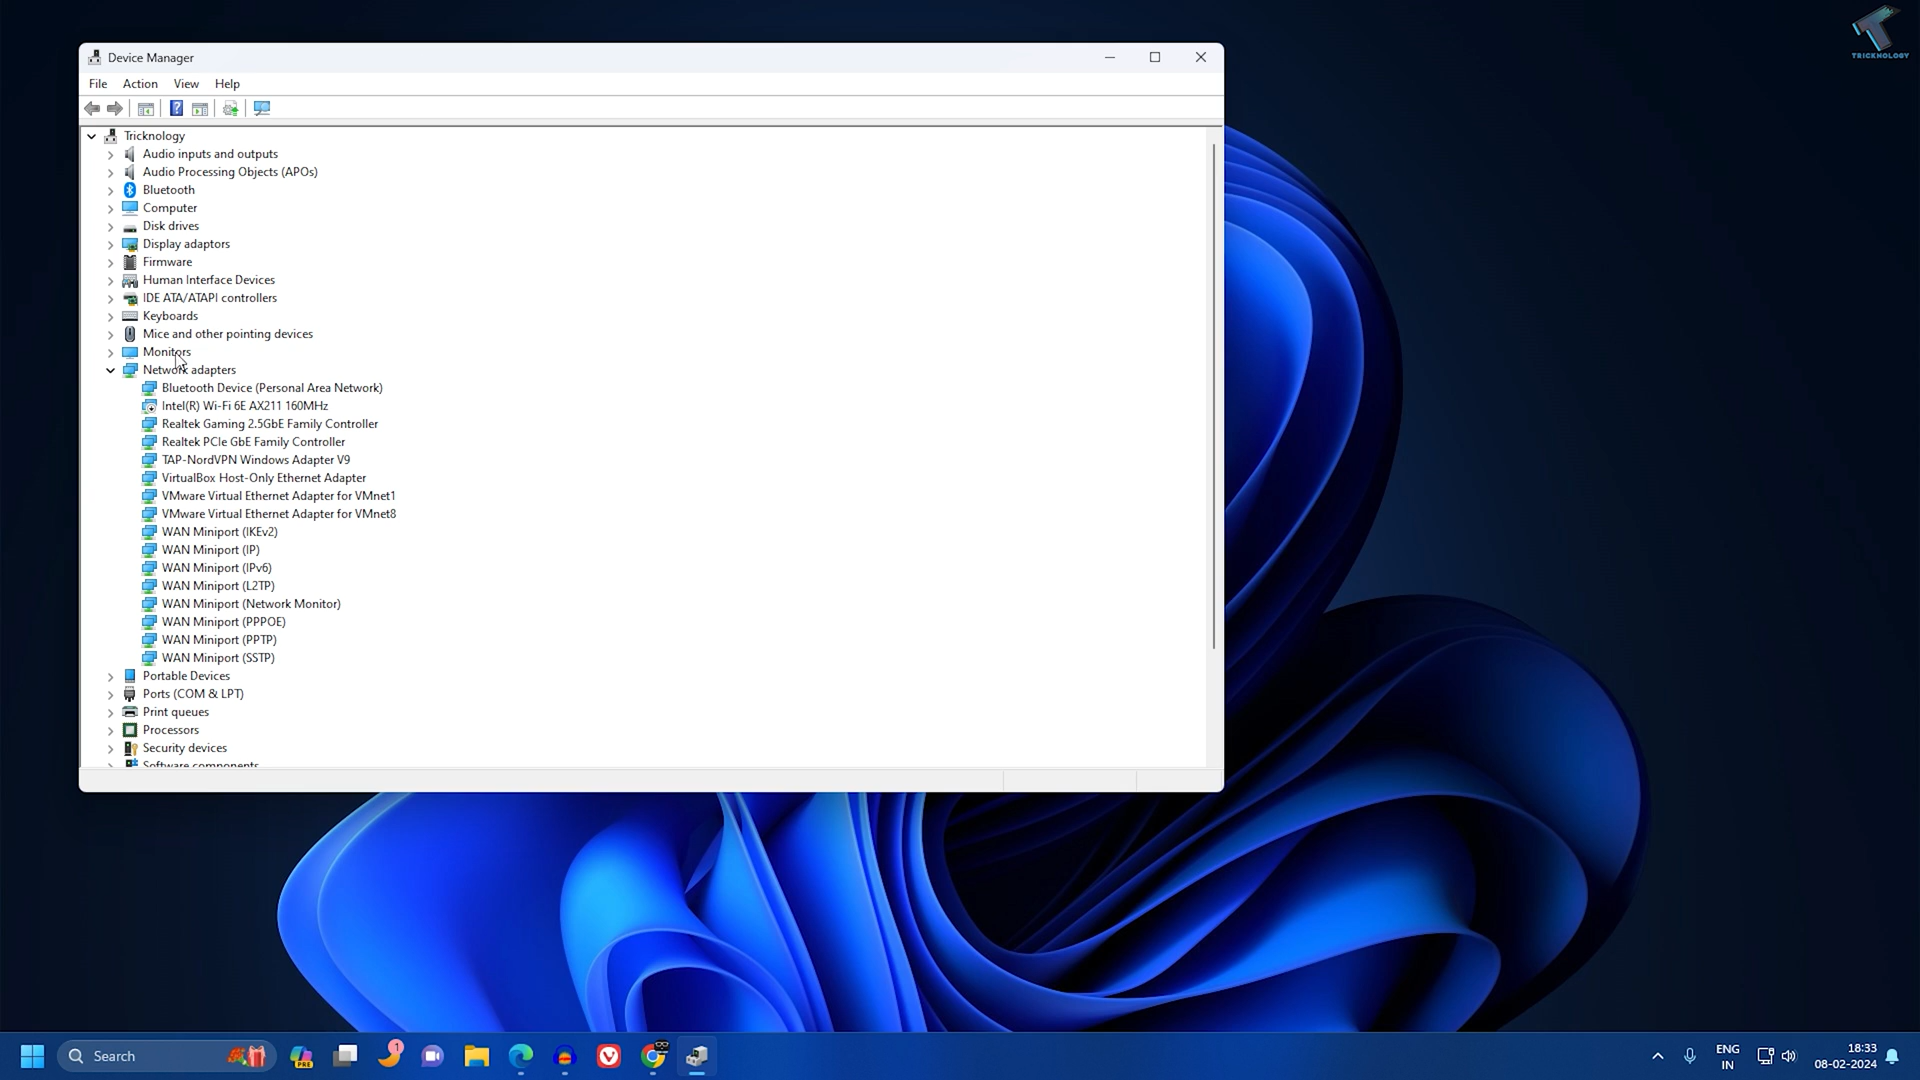 TRICKNOLOGY
Device Manager
File Action View Help
Tricknology
Audio inputs and outputs
Audio Processing Objects (APOs)
Bluetooth
Computer
Disk drives
Display adaptors
Firmware
Human Interface Devices
IDE ATA/ATAPI controllers
Keyboards
Mice and other pointing devices
Monitors
Network adapters
Bluetooth Device (Personal Area Network)
Intel(R) Wi-Fi 6E AX211 160MHz
Realtek Gaming 2.5GbE Family Controller
Realtek PCIe GbE Family Controller
TAP-NordVPN Windows Adapter V9
VirtualBox Host-Only Ethernet Adapter
VMware Virtual Ethernet Adapter for VMnet1
VMware Virtual Ethernet Adapter for VMnet8
WAN Miniport (IKEv2)
WAN Miniport (IP)
WAN Miniport (IPv6)
WAN Miniport (L2TP)
WAN Miniport (Network Monitor)
WAN Miniport (PPPOE)
WAN Miniport (PPTP)
WAN Miniport (SSTP)
Portable Devices
Ports (COM & LPT)
Print queues
Processors
Security devices
Software components
Search
PRE
1
ENG
IN
18:33
08-02-2024